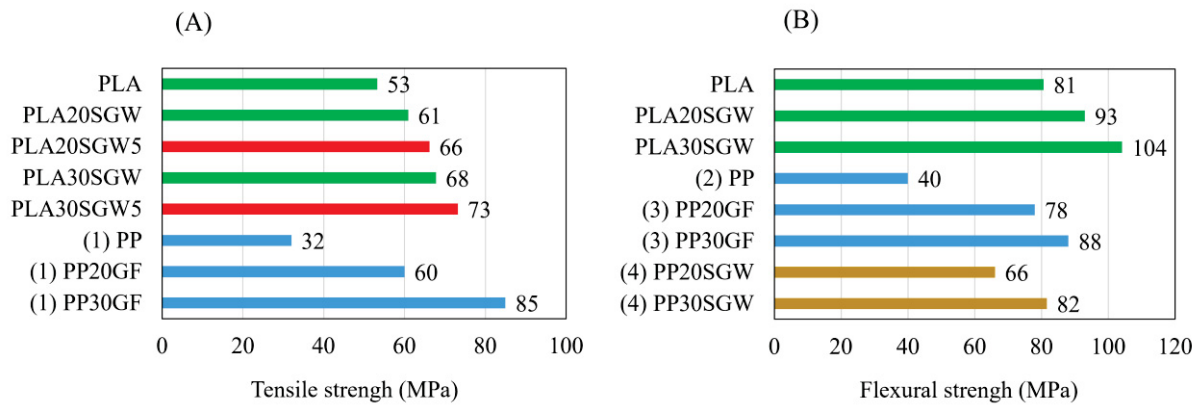 (A)
PLA 53
PLA20SGW 61
PLA20SGW5 66
PLA30SGW 68
PLA30SGW5 73
(1) PP 32
(1) PP20GF 60
(1) PP30GF 85
0 20 40 60 80 100
Tensile strengh (MPa)
(B)
PLA 81
PLA20SGW 93
PLA30SGW 104
(2) PP 40
(3) PP20GF 78
(3) PP30GF 88
(4) PP20SGW 66
(4) PP30SGW 82
0 20 40 60 80 100 120
Flexural strengh (MPa)